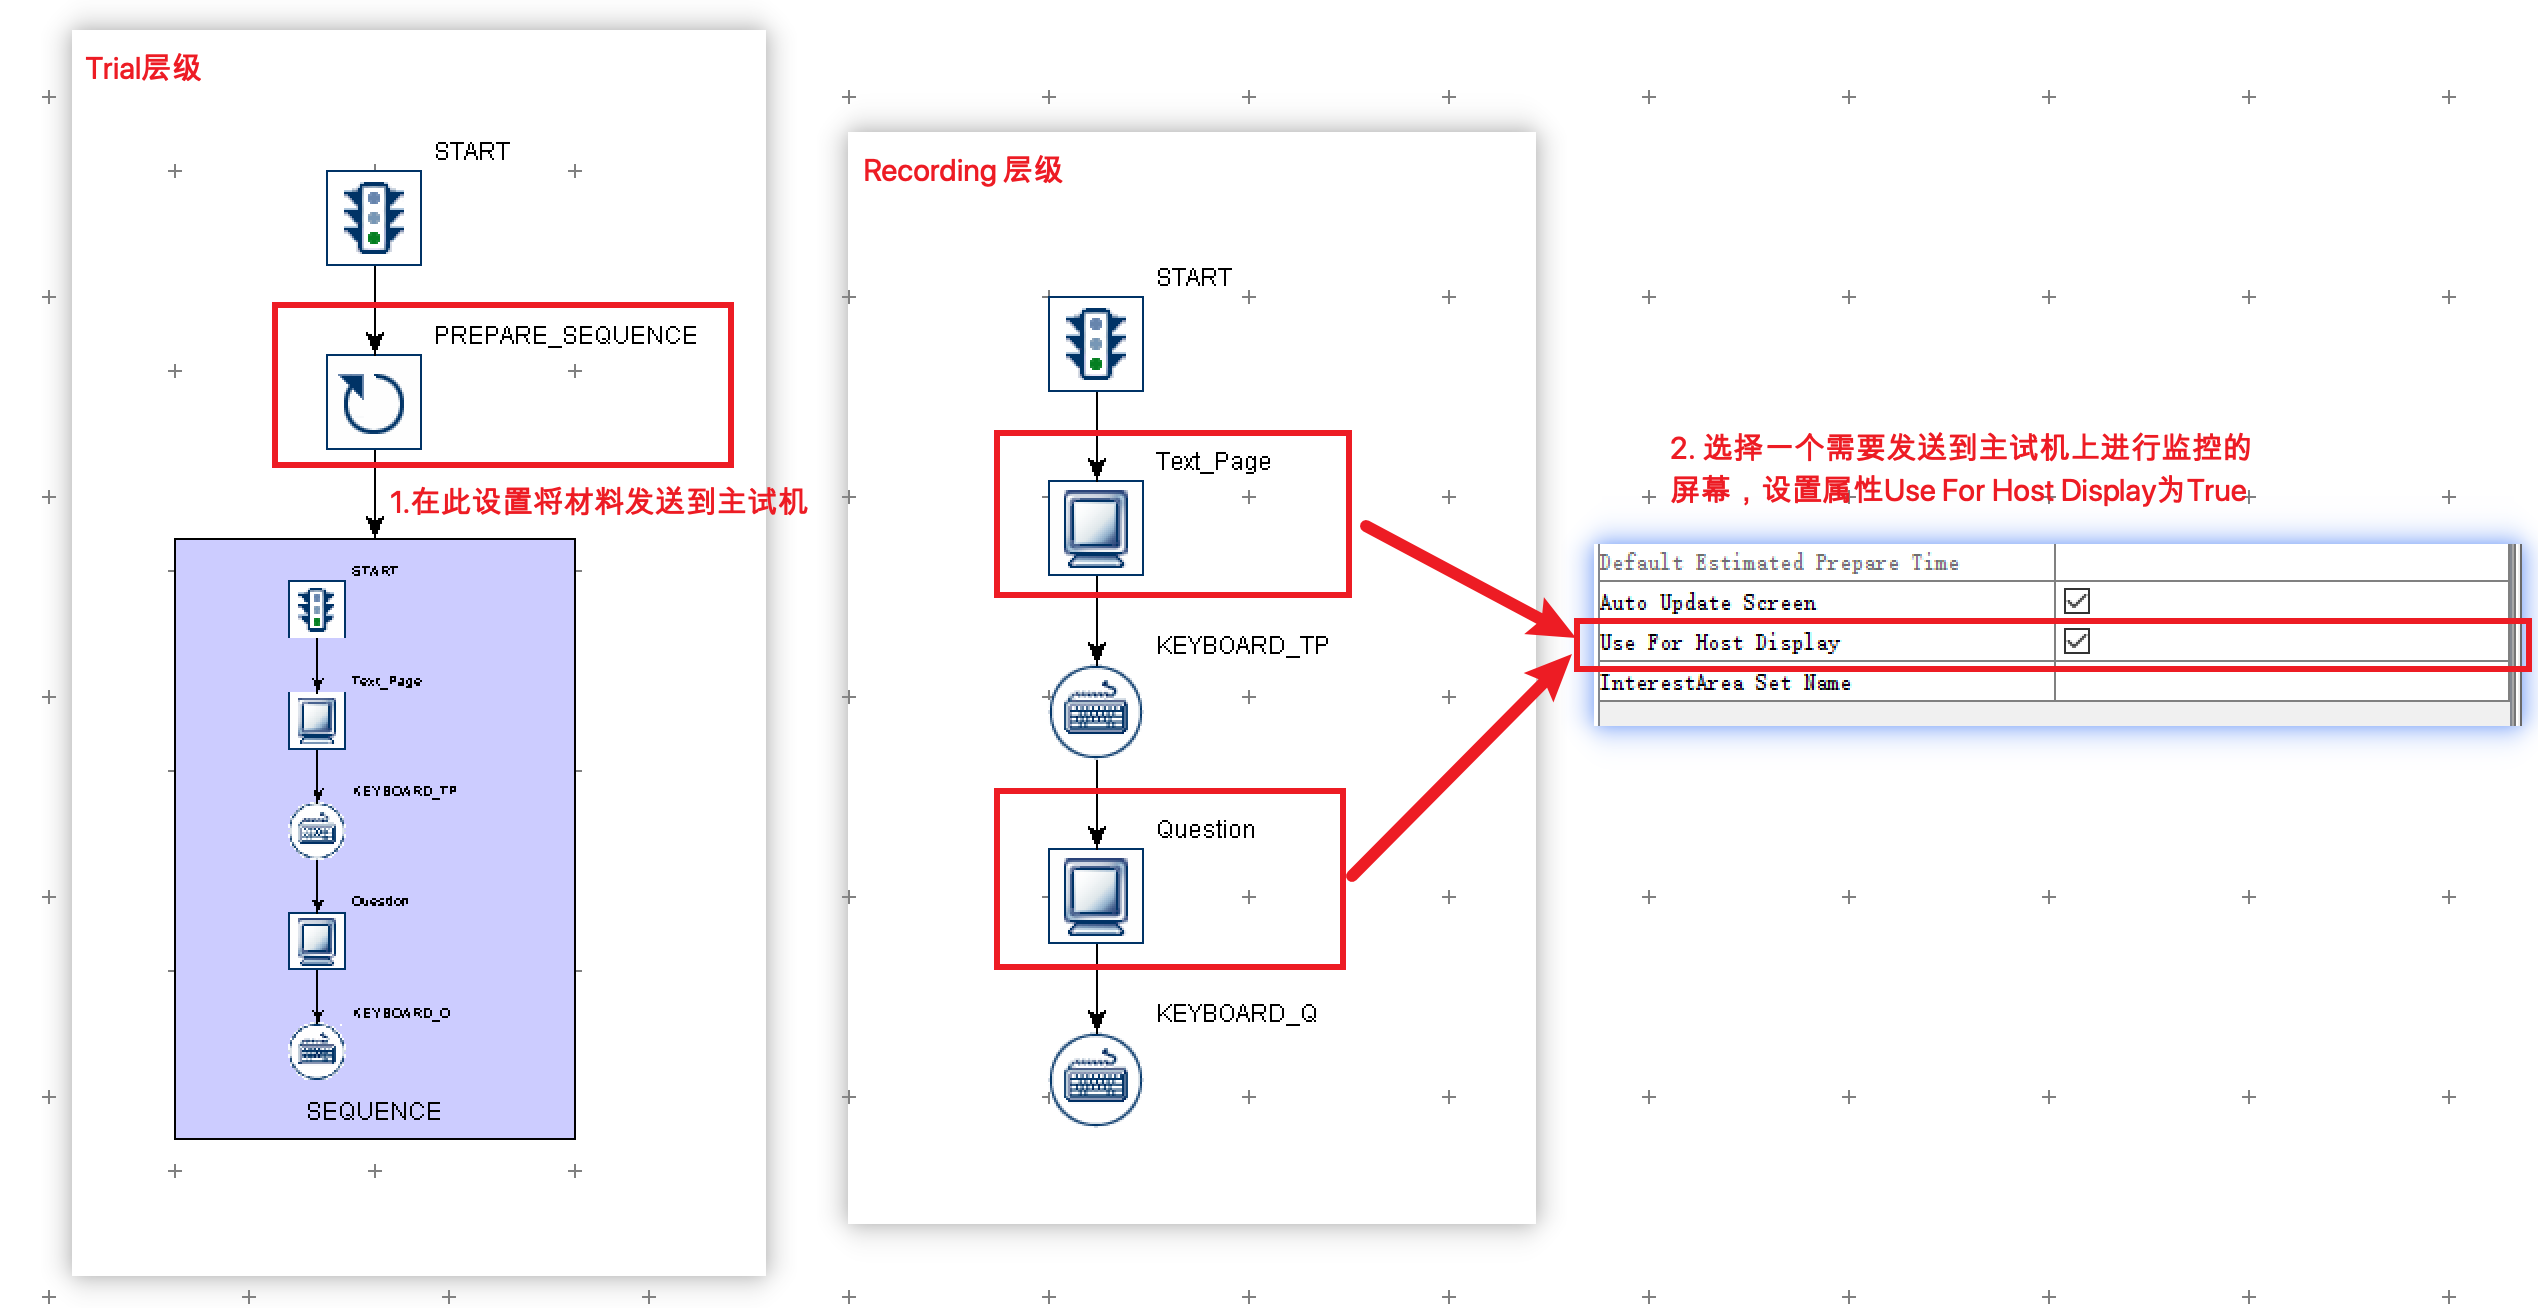 Trial层级
START
PREPARE_SEQUENCE
1.在此设置将材料发送到主试机
START
Text_Page
KEYBOARD_TP
Question
KEYBOARD_Q
SEQUENCE
Recording 层级
START
Text_Page
KEYBOARD_TP
Question
KEYBOARD_Q
2. 选择一个需要发送到主试机上进行监控的
屏幕，设置属性Use For Host Display为True
Default Estimated Prepare Time
Auto Update Screen
Use For Host Display
InterestArea Set Name